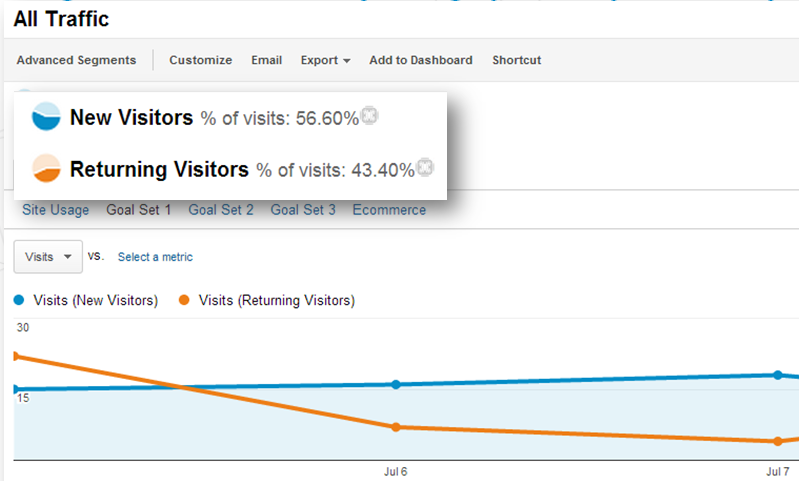 All Traffic
Advanced Segments Customize Email Export Add to Dashboard Shortcut
New Visitors % of visits: 56.60%
Returning Visitors % of visits: 43.40%
Site Usage Goal Set 1 Goal Set 2 Goal Set 3 Ecommerce
Visits vs. Select a metric
Visits (New Visitors) Visits (Returning Visitors)
30
15
Jul 6 Jul 7